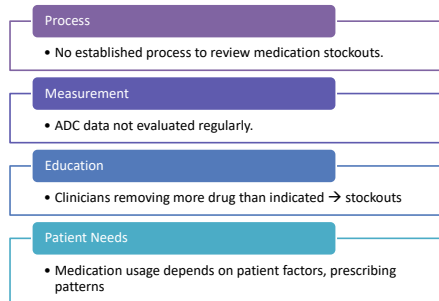 Process
• No established process to review medication stockouts.
Measurement
• ADC data not evaluated regularly.
Education
• Clinicians removing more drug than indicated → stockouts
Patient Needs
• Medication usage depends on patient factors, prescribing
patterns